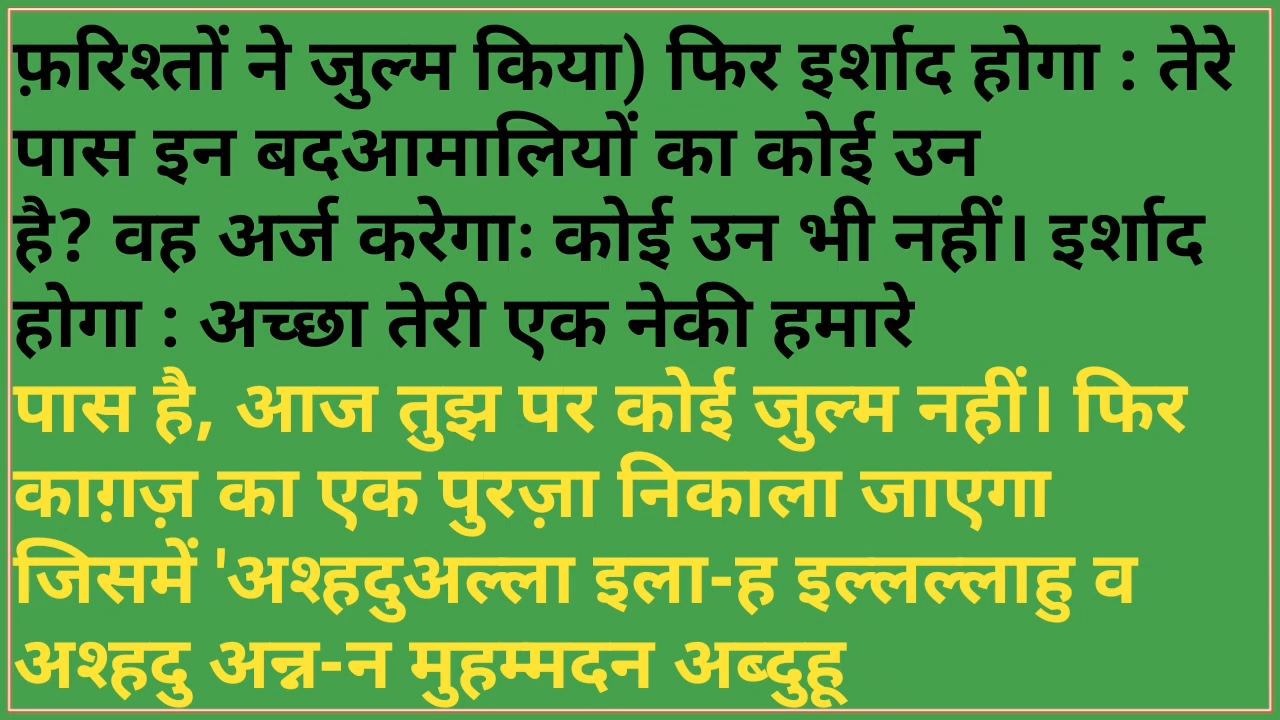 फ़रिश्तों ने जुल्म किया) फिर इर्शाद होगा : तेरे
पास इन बदआमालियों का कोई उन
है? वह अर्ज करेगाः कोई उन भी नहीं। इर्शाद
होगा : अच्छा तेरी एक नेकी हमारे
पास है, आज तुझ पर कोई जुल्म नहीं। फिर
काग़ज़ का एक पुरज़ा निकाला जाएगा
जिसमें 'अश्हदुअल्ला इला-ह इल्लल्लाहु व
अश्हदु अन्न-न मुहम्मदन अब्दुहू